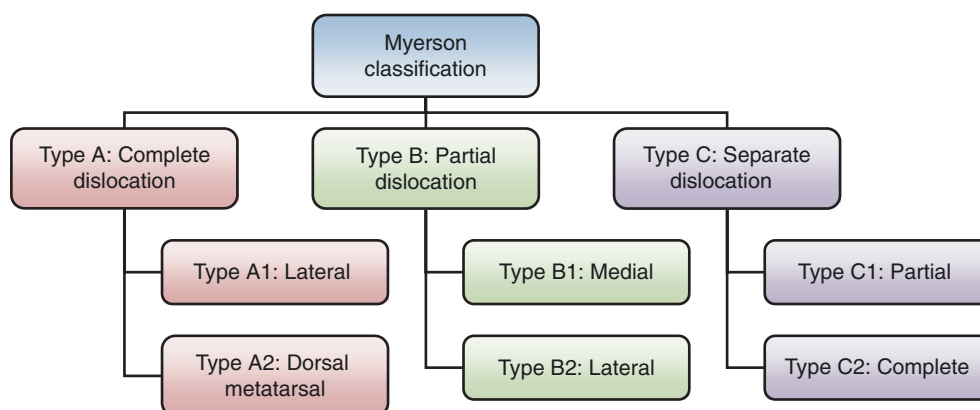 Myerson
classification
Type A: Complete
dislocation
Type B: Partial
dislocation
Type C: Separate
dislocation
Type A1: Lateral
Type B1: Medial
Type C1: Partial
Type A2: Dorsal
metatarsal
Type B2: Lateral
Type C2: Complete